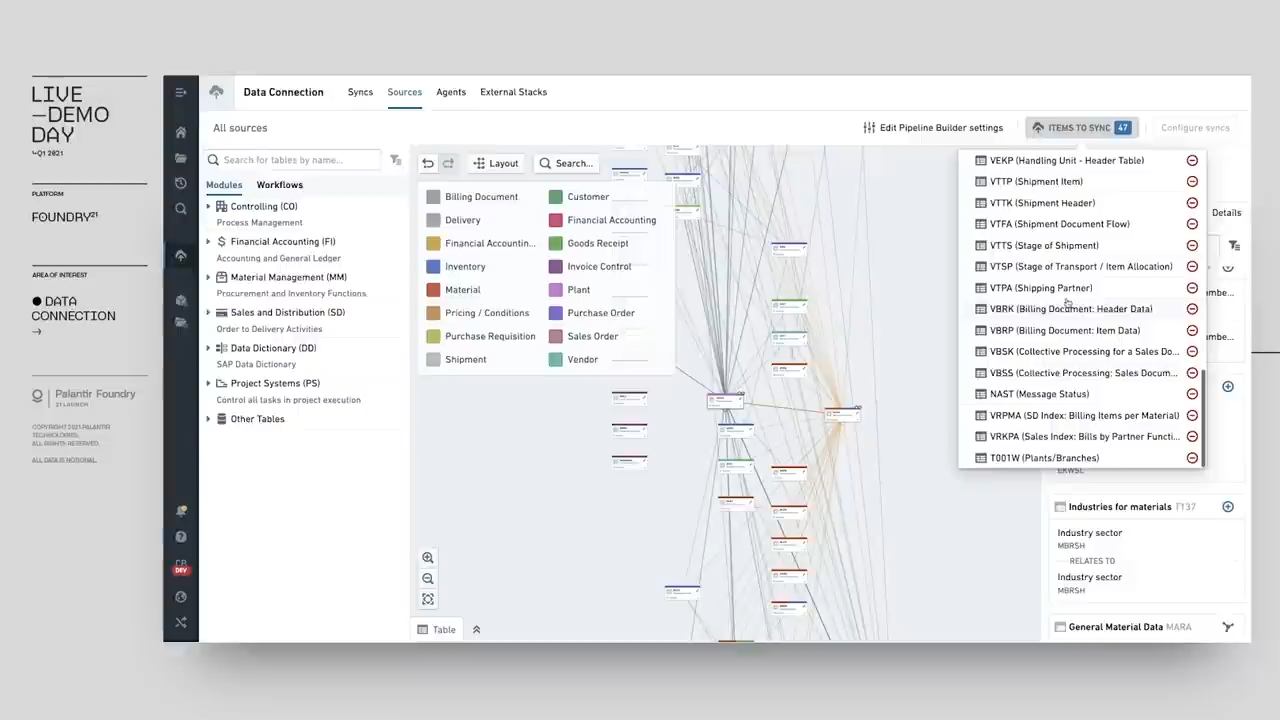 LIVE
—DEMO
DAY
Q1 2021
PLATFORM
FOUNDRY²¹
AREA OF INTEREST
● DATA
CONNECTION
→
Palantir Foundry
21 LAUNCH
COPYRIGHT 2021 PALANTIR
TECHNOLOGIES.
ALL RIGHTS RESERVED.
ALL DATA IS NOTIONAL.
Data Connection
Syncs
Sources
Agents
External Stacks
All sources
Edit Pipeline Builder settings
ITEMS TO SYNC 47
Configure syncs
Search for tables by name...
Modules
Workflows
Controlling (CO)
Process Management
Financial Accounting (FI)
Accounting and General Ledger
Material Management (MM)
Procurement and Inventory Functions
Sales and Distribution (SD)
Order to Delivery Activities
Data Dictionary (DD)
SAP Data Dictionary
Project Systems (PS)
Control all tasks in project execution
Other Tables
DEV
Layout
Search...
Billing Document
Customer
Delivery
Financial Accounting
Financial Accountin...
Goods Receipt
Inventory
Invoice Control
Material
Plant
Pricing / Conditions
Purchase Order
Purchase Requisition
Sales Order
Shipment
Vendor
Table
VEKP (Handling Unit - Header Table)
VTTP (Shipment Item)
VTTK (Shipment Header)
VTFA (Shipment Document Flow)
VTTS (Stage of Shipment)
VTSP (Stage of Transport / Item Allocation)
VTPA (Shipping Partner)
VBRK (Billing Document: Header Data)
VBRP (Billing Document: Item Data)
VBSK (Collective Processing for a Sales Do...
VBSS (Collective Processing: Sales Docum...
NAST (Message Status)
VRPMA (SD Index: Billing Items per Material)
VRKPA (Sales Index: Bills by Partner Functi...
T001W (Plants/Branches)
Details
Industries for materials T137
Industry sector
MBRSH
RELATES TO
Industry sector
MBRSH
General Material Data MARA